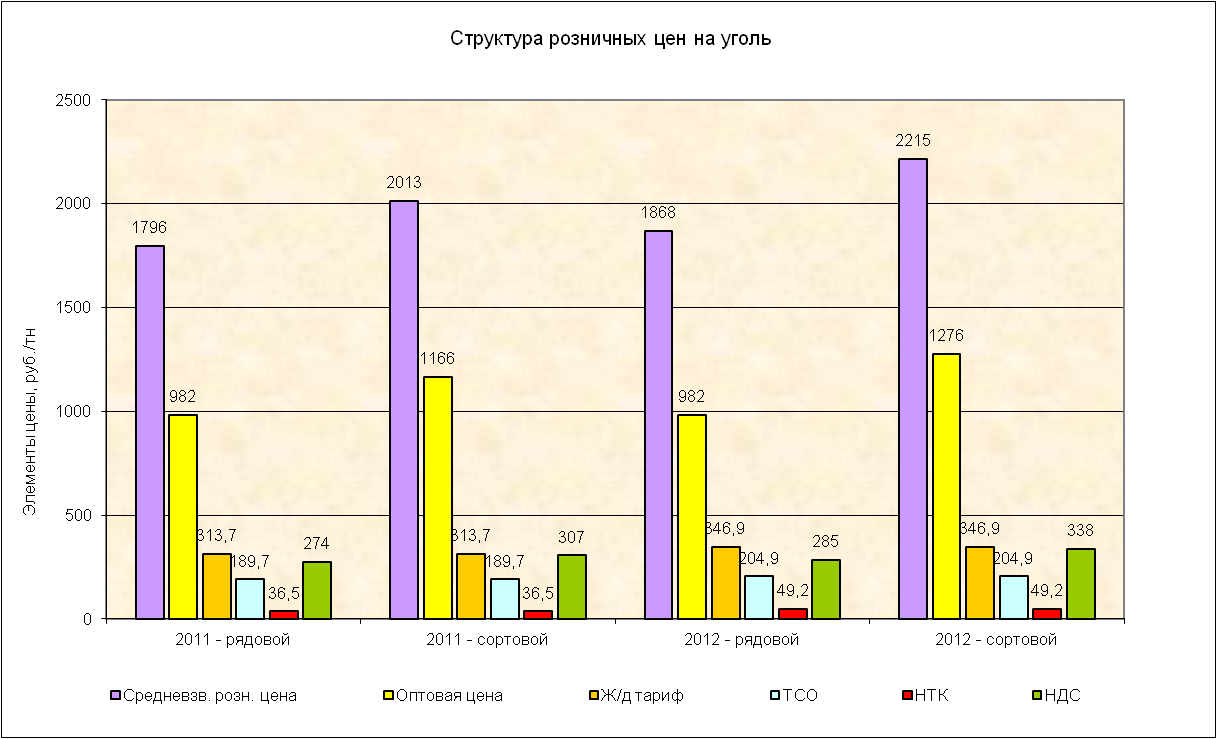 Структура розничных цен на уголь
Элементы цены, руб./тн
2500
2000
1500
1000
500
0
1796
982
313,7
189,7
36,5
274
2013
1166
313,7
189,7
36,5
307
1868
982
346,9
204,9
49,2
285
2215
1276
346,9
204,9
49,2
338
2011 - рядовой
2011 - сортовой
2012 - рядовой
2012 - сортовой
Средневзв. розн. цена
Оптовая цена
Ж/д тариф
ТСО
НТК
НДС